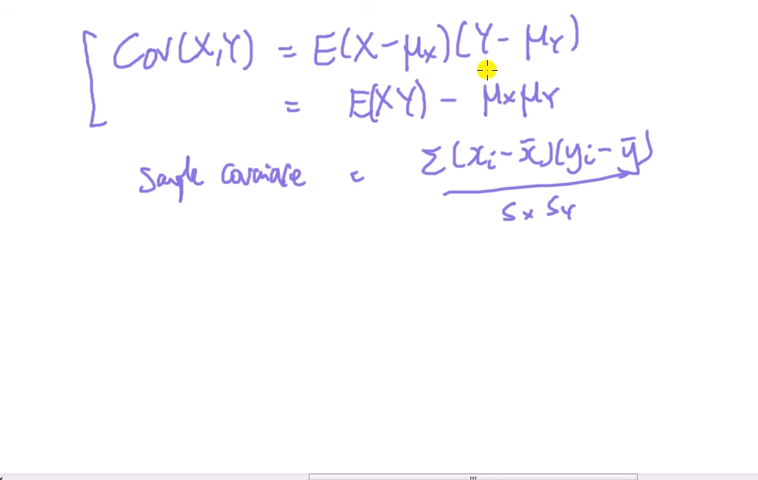 Cov(X,Y) = E(X-μx)(Y-μY)
= E(XY) - μxμY
Sample covariance = Σ(xi-x̄)(yi-ȳ)
Sx SY